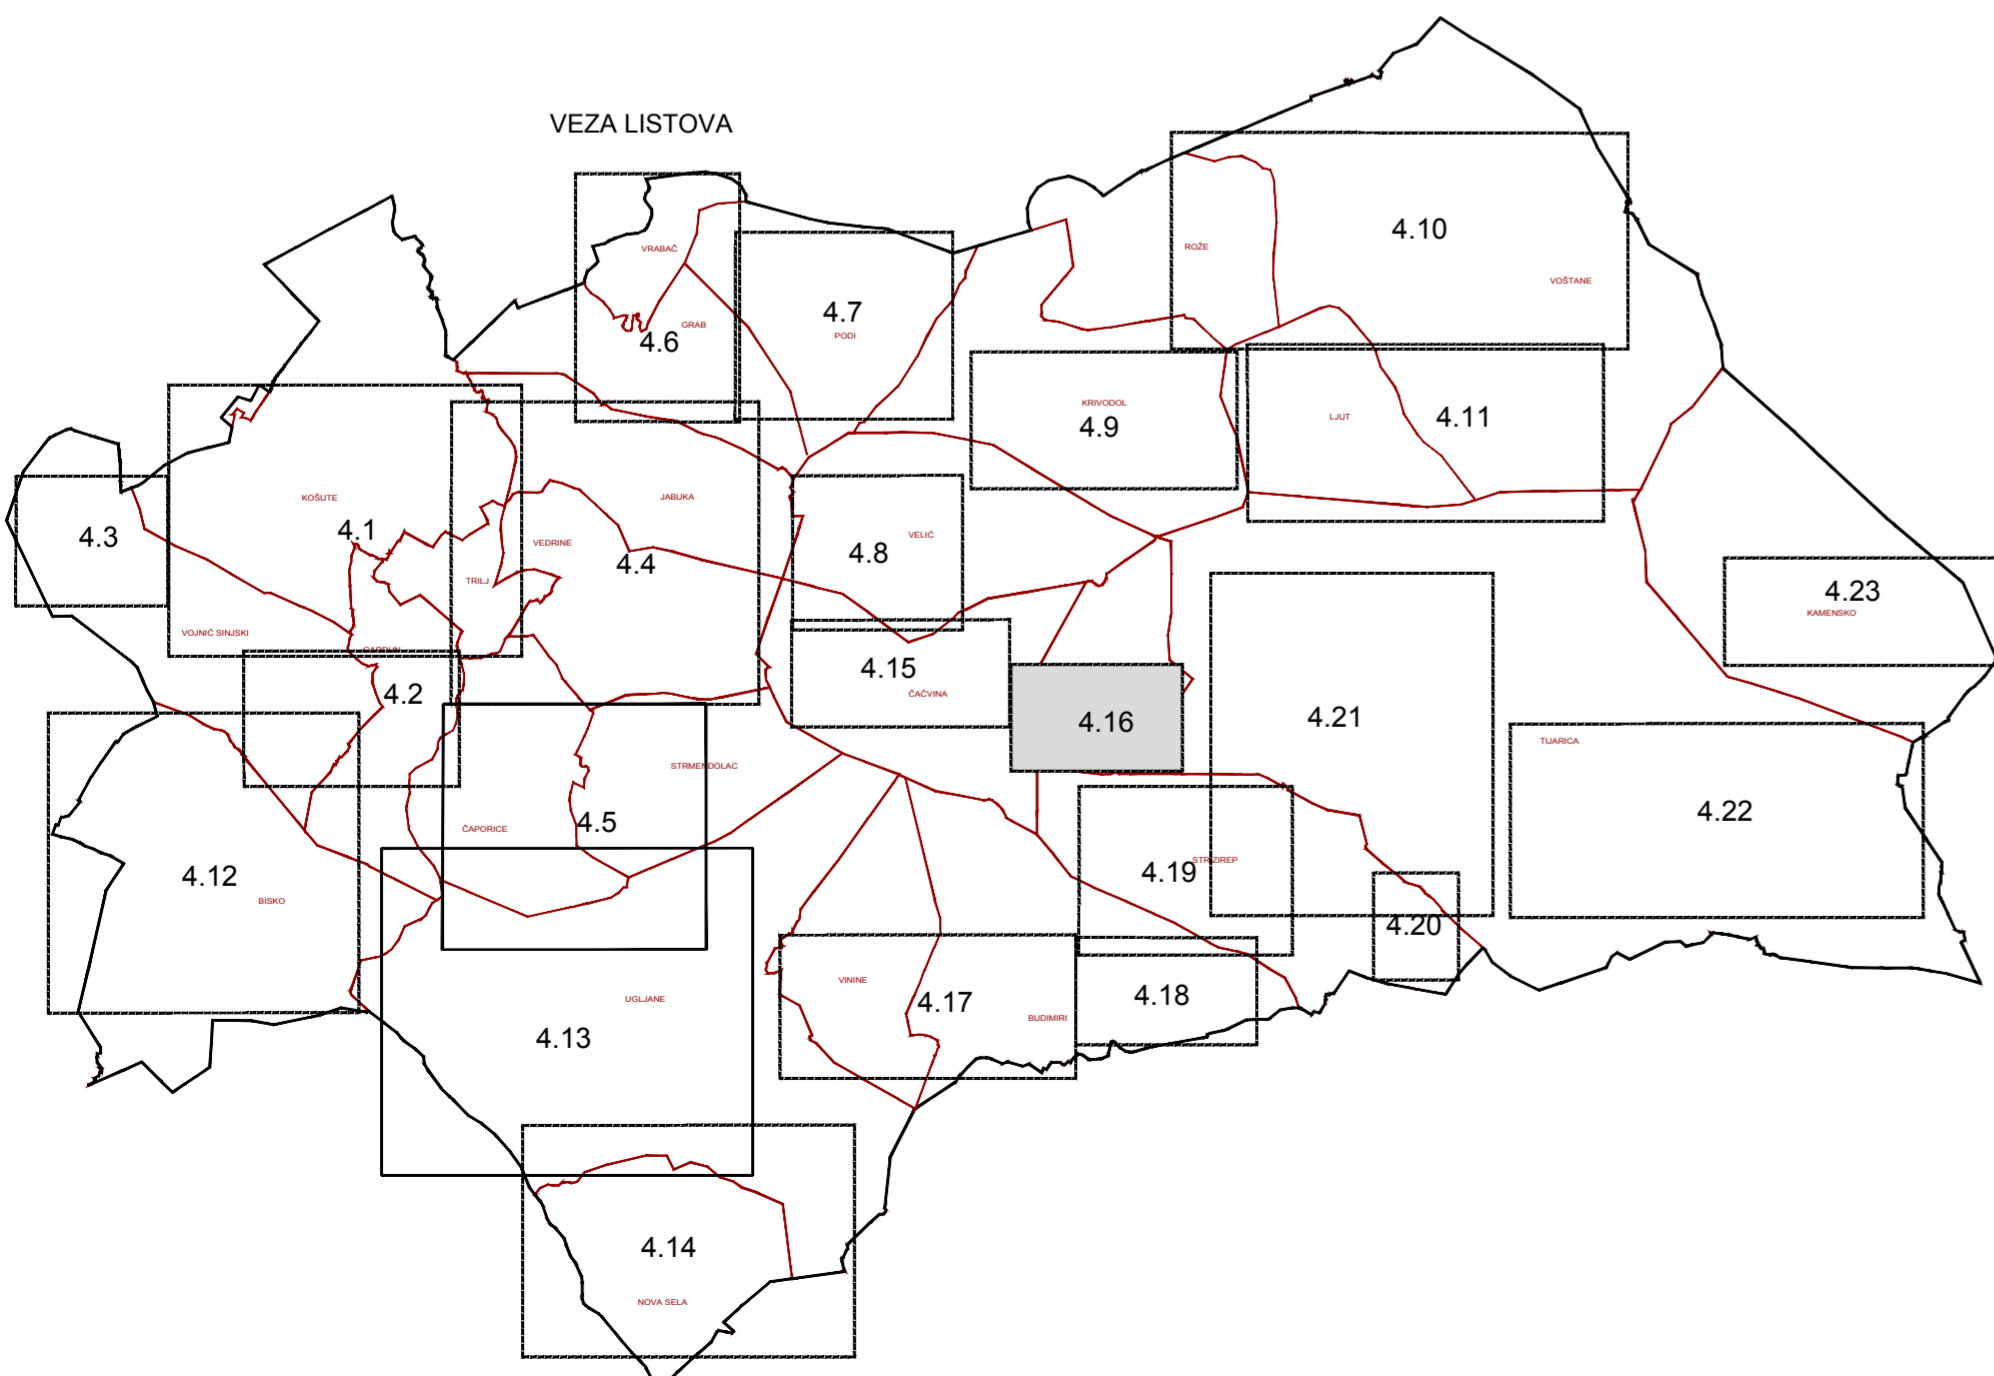 VEZA LISTOVA
4.10
ROŽE
VOŠTANE
VRABAČ
GRAB
4.6
4.7
PODI
KRIVODOL
4.9
LJUT
4.11
KOŠUTE
4.1
JABUKA
VEDRINE
4.4
TRILJ
4.3
VELIĆ
4.8
4.23
KAMENSKO
VOJNIĆ SINJSKI
GARDUN
4.2
4.15
ČAČVINA
4.16
4.21
TIJARICA
4.22
STRMENDOLAC
ČAPORICE
4.5
4.12
BISKO
4.19
STRIZIREP
4.20
UGLJANE
4.13
VININE
4.17
BUDIMIRI
4.18
4.14
NOVA SELA